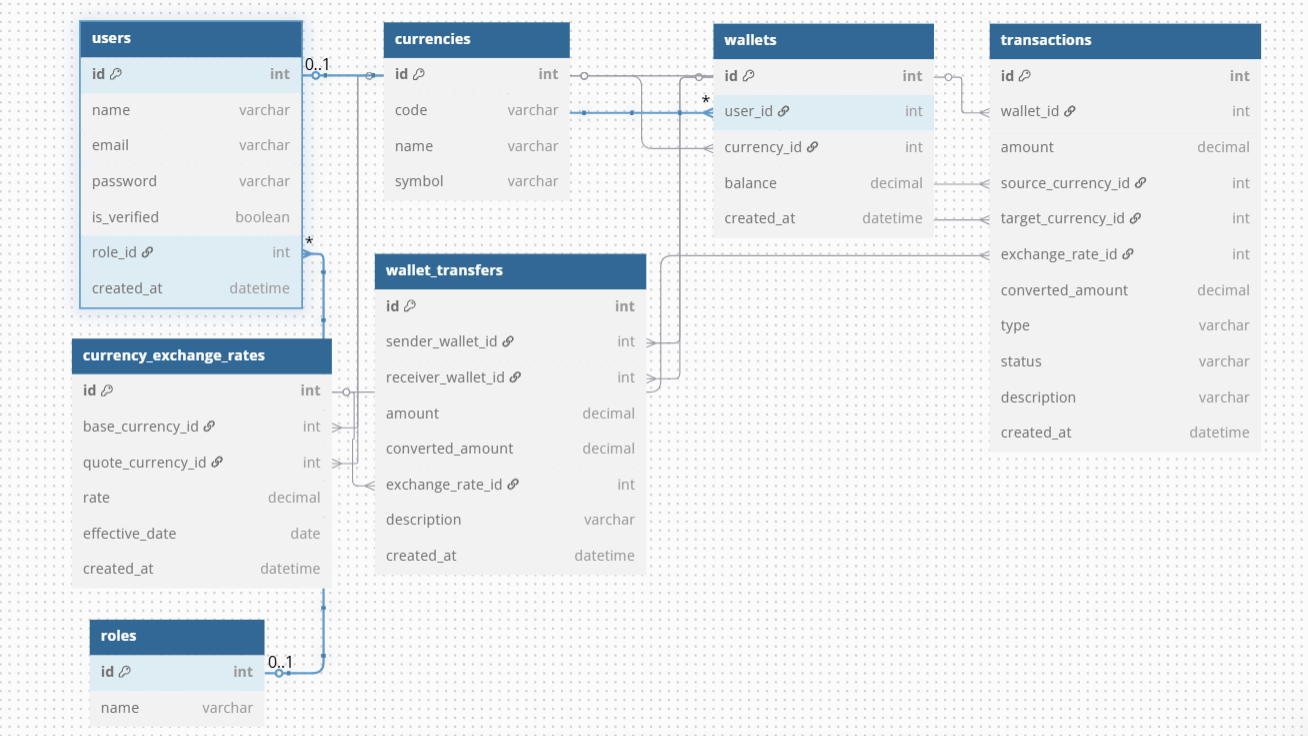 users
id int
name varchar
email varchar
password varchar
is_verified boolean
role_id int
created_at datetime
0..1
*
currencies
id int
code varchar
name varchar
symbol varchar
wallets
id int
*
user_id int
currency_id int
balance decimal
created_at datetime
transactions
id int
wallet_id int
amount decimal
source_currency_id int
target_currency_id int
exchange_rate_id int
converted_amount decimal
type varchar
status varchar
description varchar
created_at datetime
wallet_transfers
id int
sender_wallet_id int
receiver_wallet_id int
amount decimal
converted_amount decimal
exchange_rate_id int
description varchar
created_at datetime
currency_exchange_rates
id int
base_currency_id int
quote_currency_id int
rate decimal
effective_date date
created_at datetime
roles
id int
0..1
name varchar